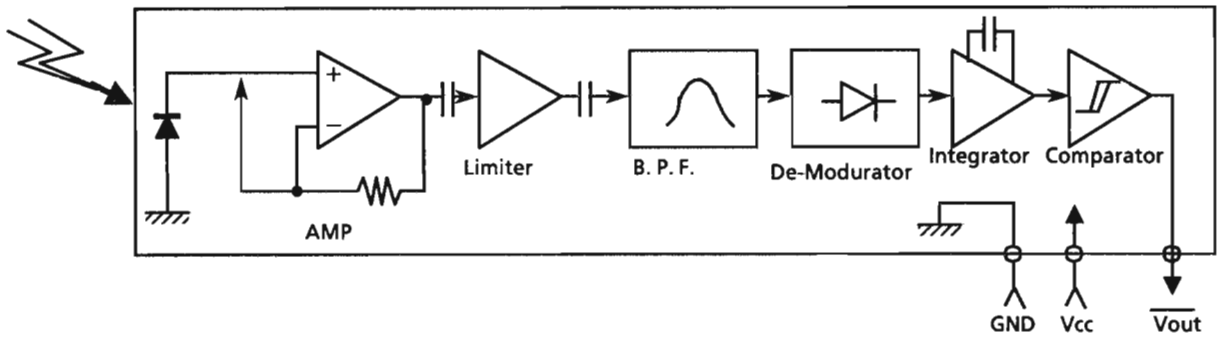 +
−
AMP
Limiter
B. P. F.
De-Modurator
Integrator
Comparator
GND
Vcc
Vout